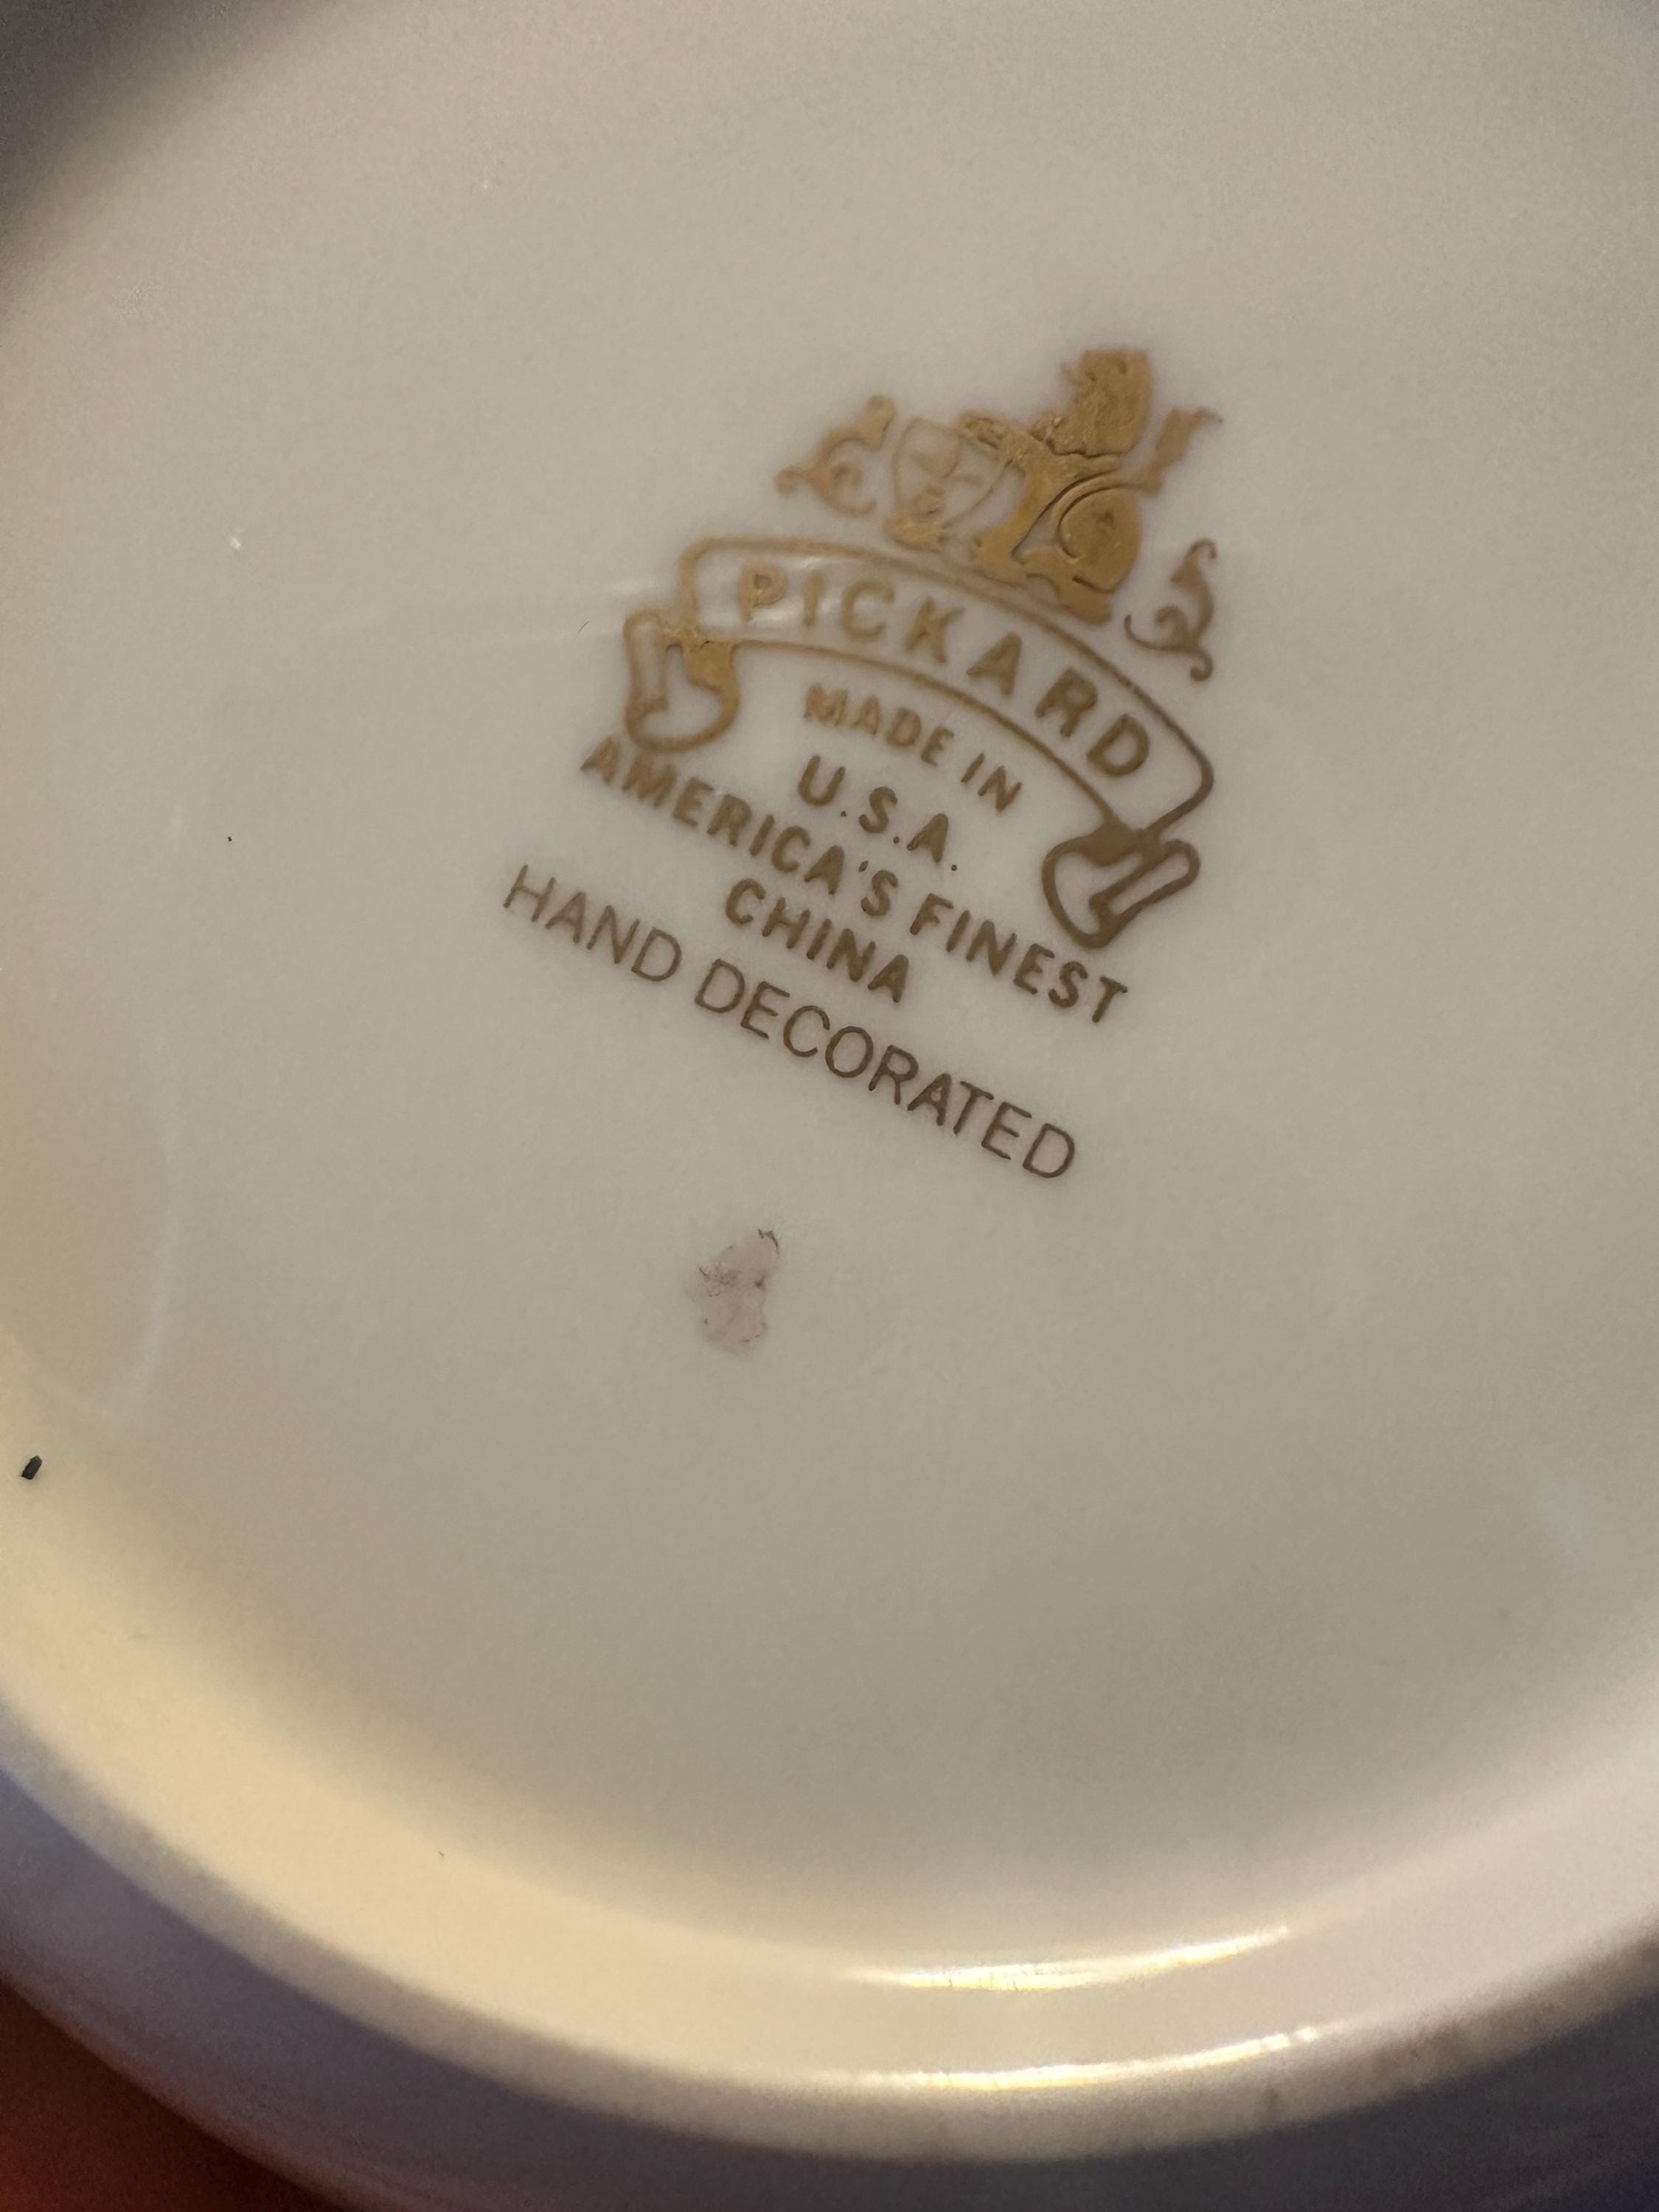 PICKARD
MADE IN
U.S.A.
AMERICA'S FINEST
CHINA
HAND DECORATED